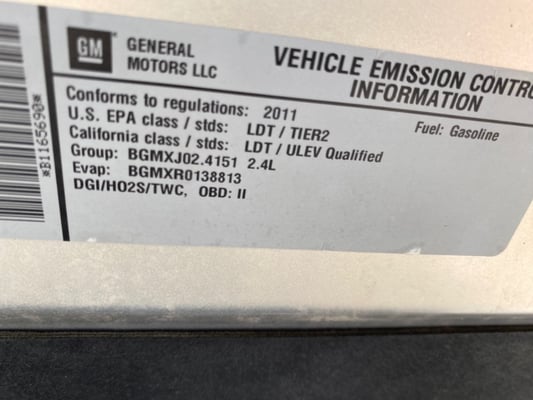 GM
GENERAL
MOTORS LLC
VEHICLE EMISSION CONTRO
INFORMATION
Conforms to regulations: 2011
Fuel: Gasoline
U.S. EPA class / stds: LDT / TIER2
California class / stds: LDT / ULEV Qualified
Group: BGMXJ02.4151 2.4L
Evap: BGMXR0138813
DGI/HO2S/TWC, OBD: II
*B1165690*